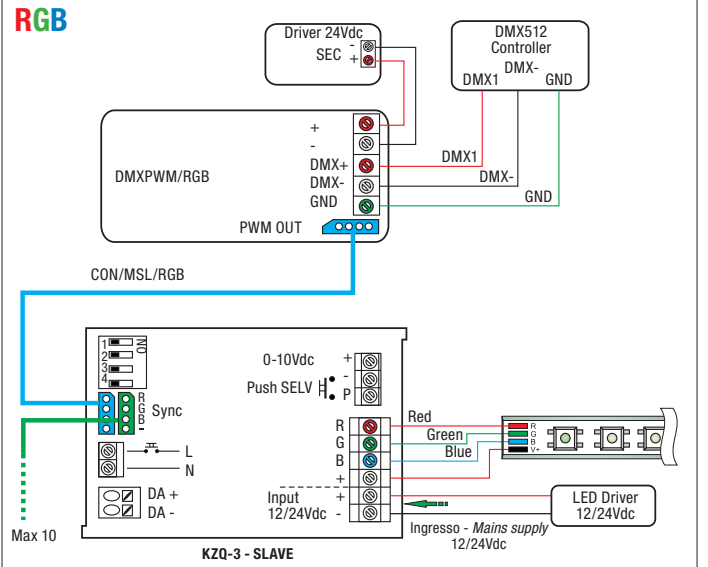 RGB
Driver 24Vdc
SEC
-
+
DMX512
Controller
DMX-
DMX1
GND
DMXPWM/RGB
+
-
DMX+
DMX-
GND
DMX1
DMX-
GND
PWM OUT
CON/MSL/RGB
1
2
3
4
ON
R
G
B
-
Sync
L
N
DA +
DA -
0-10Vdc
Push SELV
+
-
P
R
G
B
+
Input
12/24Vdc
+
-
Red
Green
Blue
R
G
B
V+
LED Driver
12/24Vdc
Ingresso - Mains supply
12/24Vdc
Max 10
KZQ-3 - SLAVE